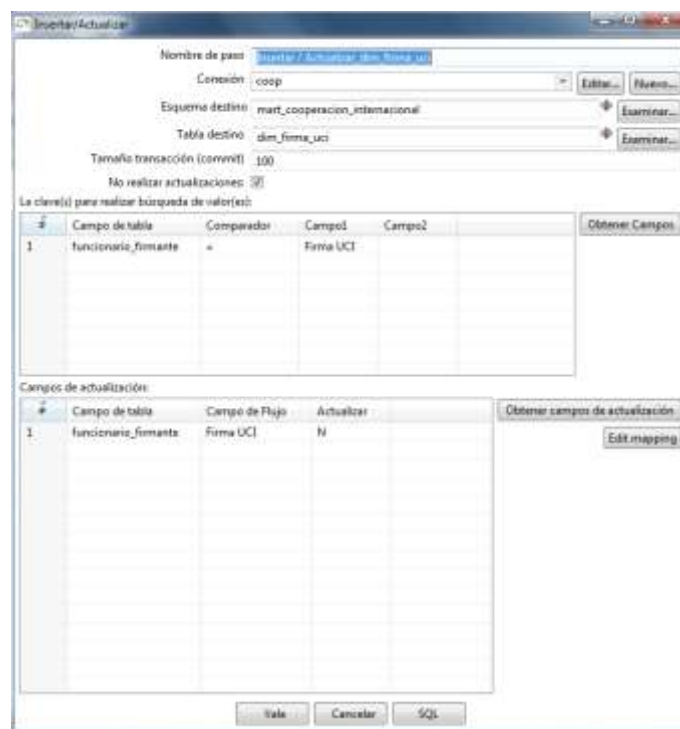 Insertar/Actualizar
Nombre de paso Insertar / Actualizar dim_firma_uci
Conexión coop Editar... Nuevo...
Esquema destino mart_cooperacion_internacional Examinar...
Tabla destino dim_firma_uci Examinar...
Tamaño transacción (commit) 100
No realizar actualizaciones:
La clave(s) para realizar búsqueda de valor(es):
# Campo de tabla Comparador Campo1 Campo2 Obtener Campos
1 funcionario_firmante = Firma UCI
Campos de actualización:
# Campo de tabla Campo de Flujo Actualizar Obtener campos de actualización
1 funcionario_firmante Firma UCI N Edit mapping
Vale Cancelar SQL